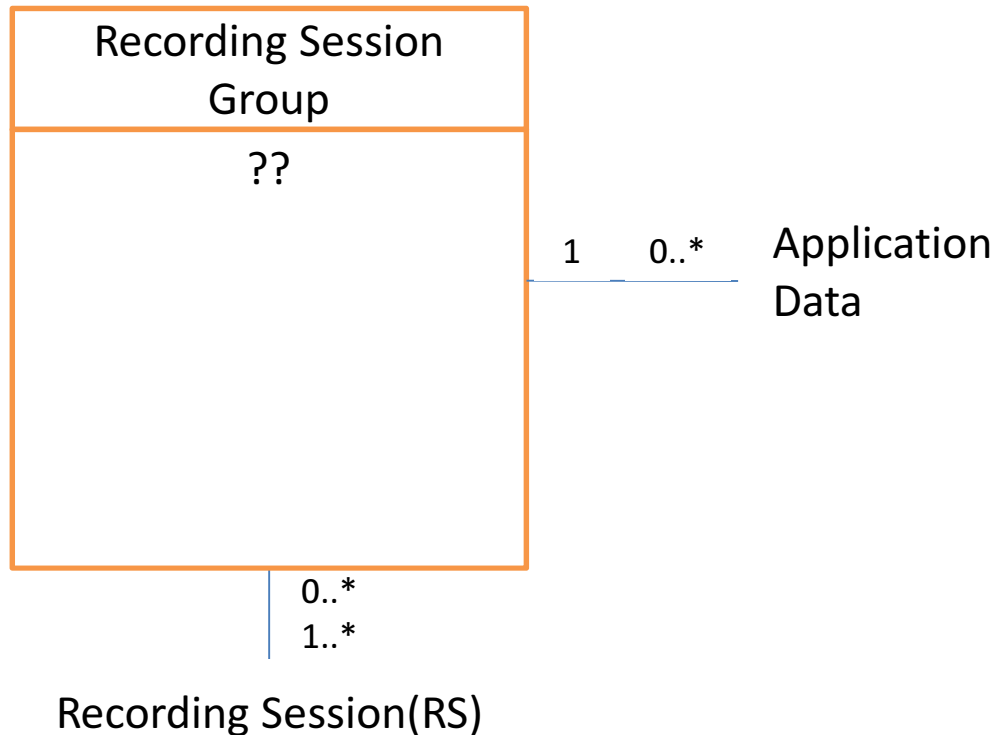 Recording Session
Group
??
1 0..*
Application
Data
0..*
1..*
Recording Session(RS)